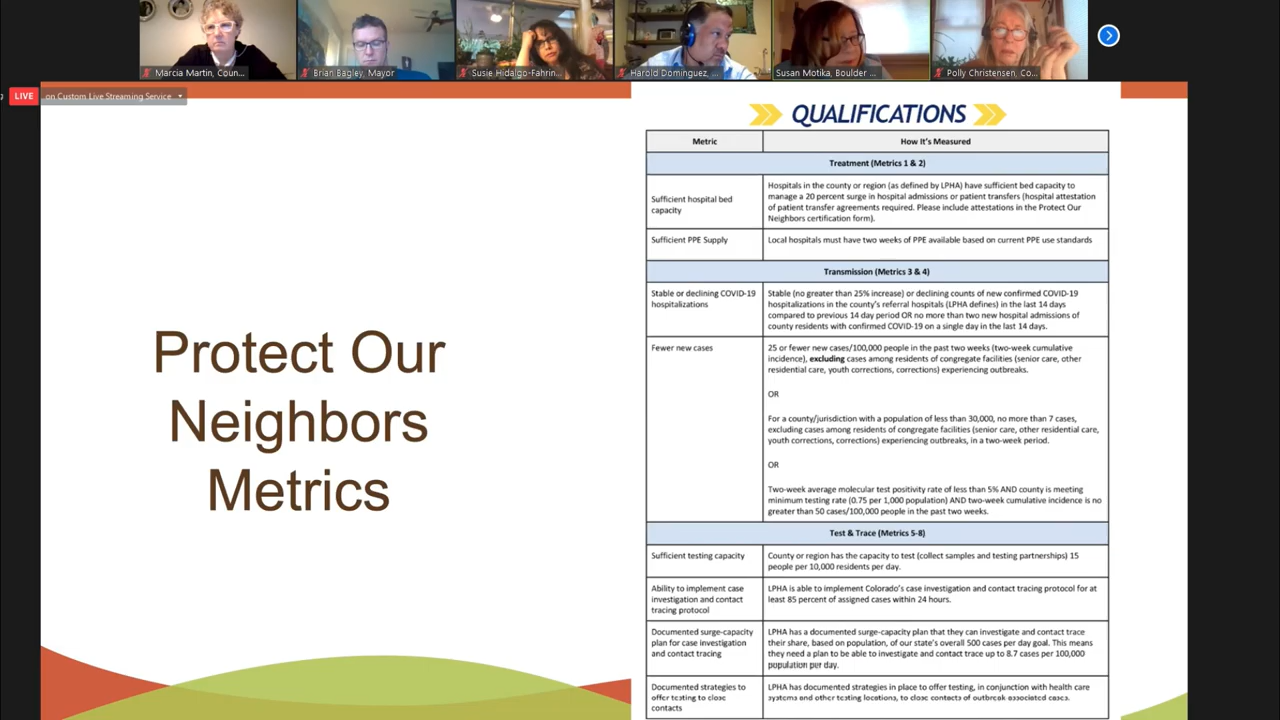 Marcia Martin, Coun...
Brian Bagley, Mayor
Susie Hidalgo-Fahrin...
Harold Dominguez, ...
Susan Motika, Boulder ...
Polly Christensen, Co...
LIVE on Custom Live Streaming Service
Protect Our
Neighbors
Metrics
QUALIFICATIONS
Metric
How It's Measured
Treatment (Metrics 1 & 2)
Sufficient hospital bed
capacity
Hospitals in the county or region (as defined by LPHA) have sufficient bed capacity to
manage a 20 percent surge in hospital admissions or patient transfers (hospital attestation
of patient transfer agreements required. Please include attestations in the Protect Our
Neighbors certification form).
Sufficient PPE Supply
Local hospitals must have two weeks of PPE available based on current PPE use standards
Transmission (Metrics 3 & 4)
Stable or declining COVID-19
hospitalizations
Stable (no greater than 25% increase) or declining counts of new confirmed COVID-19
hospitalizations in the county's referral hospitals (LPHA defines) in the last 14 days
compared to previous 14 day period OR no more than two new hospital admissions of
county residents with confirmed COVID-19 on a single day in the last 14 days.
Fewer new cases
25 or fewer new cases/100,000 people in the past two weeks (two-week cumulative
incidence), excluding cases among residents of congregate facilities (senior care, other
residential care, youth corrections, corrections) experiencing outbreaks.
OR
For a county/jurisdiction with a population of less than 30,000, no more than 7 cases,
excluding cases among residents of congregate facilities (senior care, other residential care,
youth corrections, corrections) experiencing outbreaks, in a two-week period.
OR
Two-week average molecular test positivity rate of less than 5% AND county is meeting
minimum testing rate (0.75 per 1,000 population) AND two-week cumulative incidence is no
greater than 50 cases/100,000 people in the past two weeks.
Test & Trace (Metrics 5-8)
Sufficient testing capacity
County or region has the capacity to test (collect samples and testing partnerships) 15
people per 10,000 residents per day.
Ability to implement case
investigation and contact
tracing protocol
LPHA is able to implement Colorado's case investigation and contact tracing protocol for at
least 85 percent of assigned cases within 24 hours.
Documented surge-capacity
plan for case investigation
and contact tracing
LPHA has a documented surge-capacity plan that they can investigate and contact trace
their share, based on population, of our state's overall 500 cases per day goal. This means
they need a plan to be able to investigate and contact trace up to 8.7 cases per 100,000
population per day.
Documented strategies to
offer testing to close
contacts
LPHA has documented strategies in place to offer testing, in conjunction with health care
systems and other testing locations, to close contacts of outbreak associated cases.